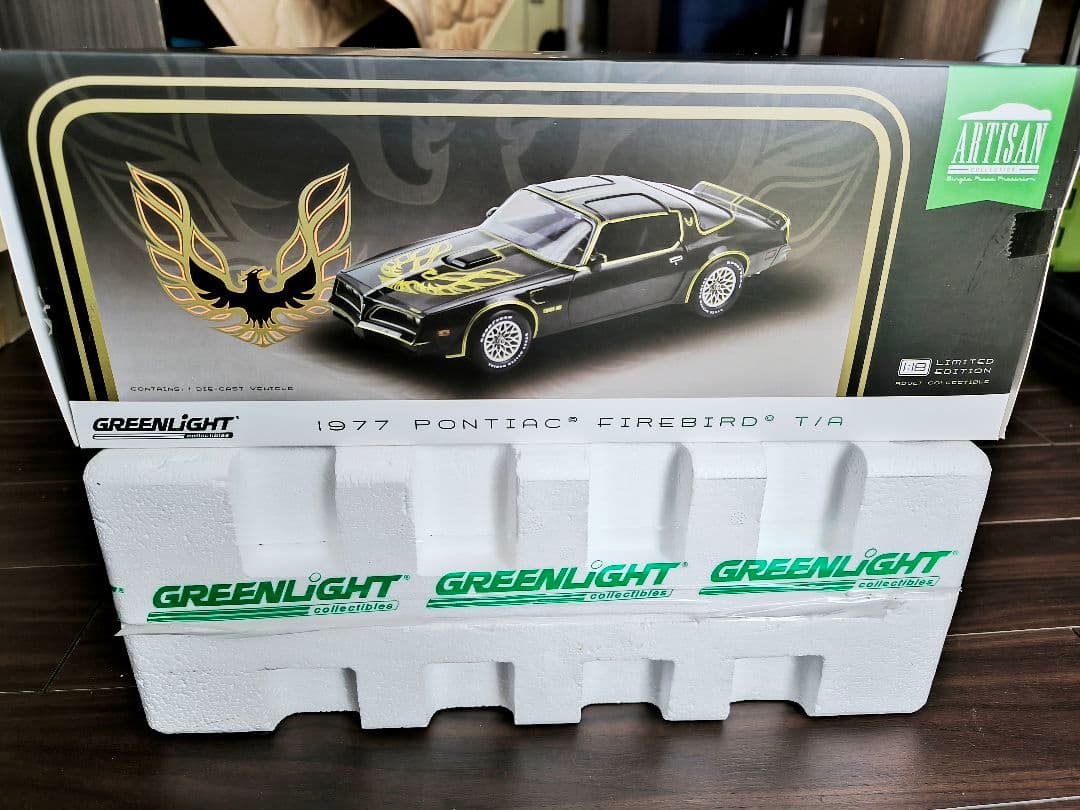 ARTISAN
COLLECTION
Single Piece Precision
CONTAINS: 1 DIE-CAST VEHICLE
1:18 LIMITED
EDITION
ADULT COLLECTIBLE
GREENLiGHT
collectibles
1977 PONTIAC® FIREBIRD® T/A
GREENLiGHT® GREENLiGHT® GREENLiGHT®
collectibles collectibles collectibles